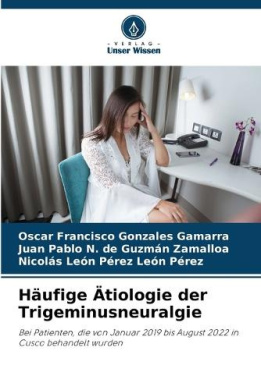 - VERLAG -
Unser Wissen
Oscar Francisco Gonzales Gamarra
Juan Pablo N. de Guzmán Zamalloa
Nicolás León Pérez León Pérez
Häufige Ätiologie der
Trigeminusneuralgie
Bei Patienten, die von Januar 2019 bis August 2022 in
Cusco behandelt wurden